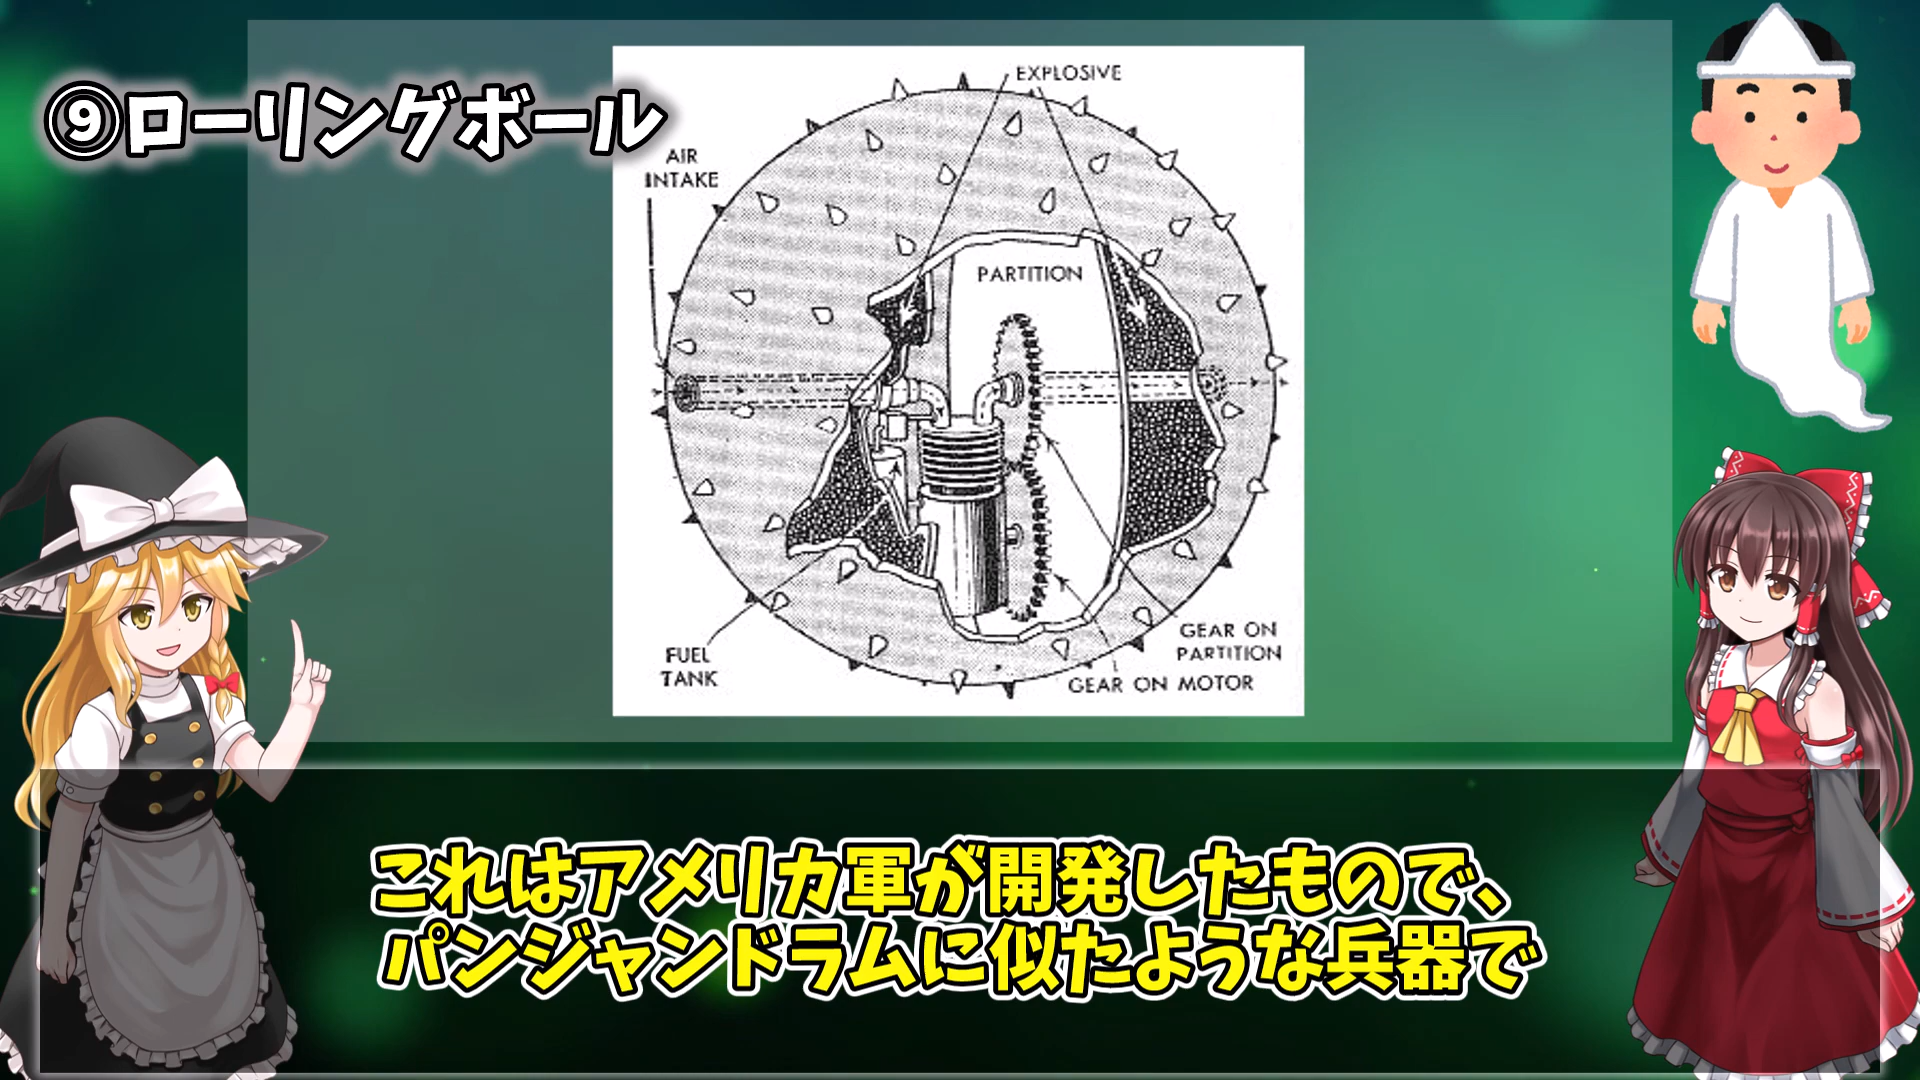 ⑨ローリングボール
EXPLOSIVE
AIR
INTAKE
PARTITION
FUEL
TANK
GEAR ON
PARTITION
GEAR ON MOTOR
これはアメリカ軍が開発したもので、
パンジャンドラムに似たような兵器で